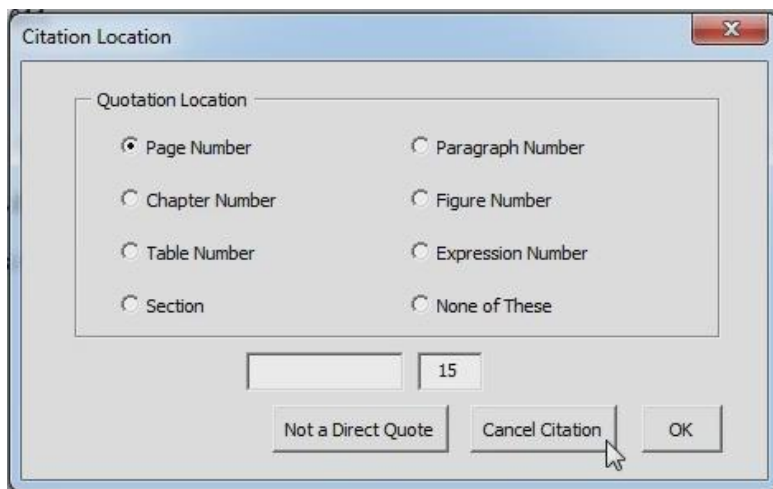 Citation Location
Quotation Location
Page Number Paragraph Number
Chapter Number Figure Number
Table Number Expression Number
Section None of These
15
Not a Direct Quote Cancel Citation OK